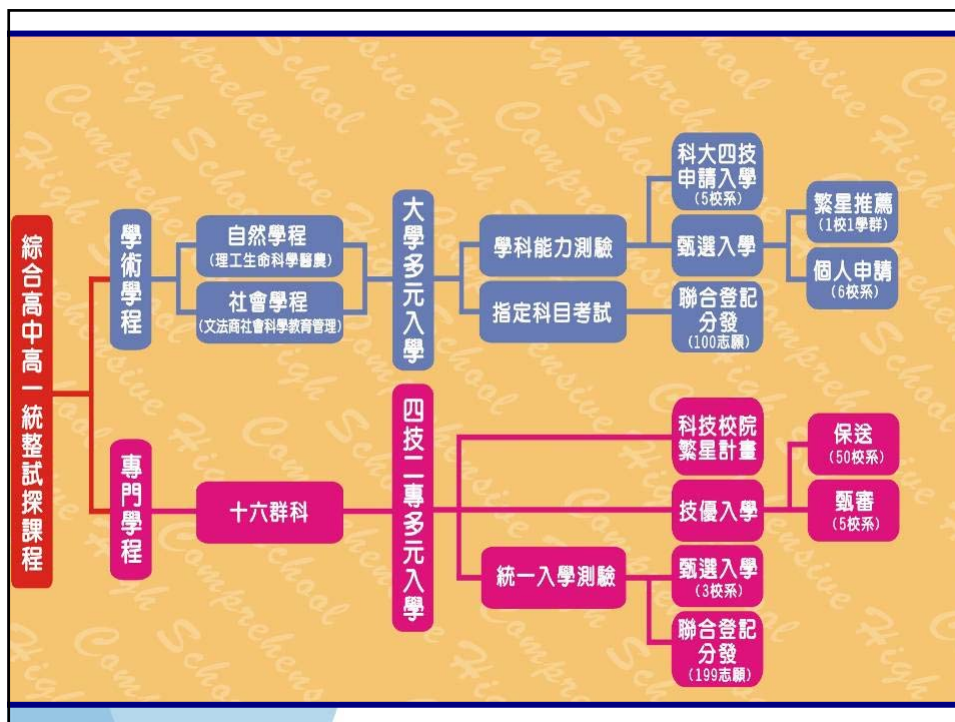 綜合高中高一統整試探課程
學術學程
自然學程
(理工生命科學醫農)
社會學程
(文法商社會科學教育管理)
大學多元入學
學科能力測驗
科大四技
申請入學
(5校系)
甄選入學
繁星推薦
(1校1學群)
個人申請
(6校系)
指定科目考試
聯合登記
分發
(100志願)
專門學程
十六群科
四技二專多元入學
科技校院
繁星計畫
技優入學
保送
(50校系)
甄審
(5校系)
統一入學測驗
甄選入學
(3校系)
聯合登記
分發
(199志願)
Comprehensive
High School